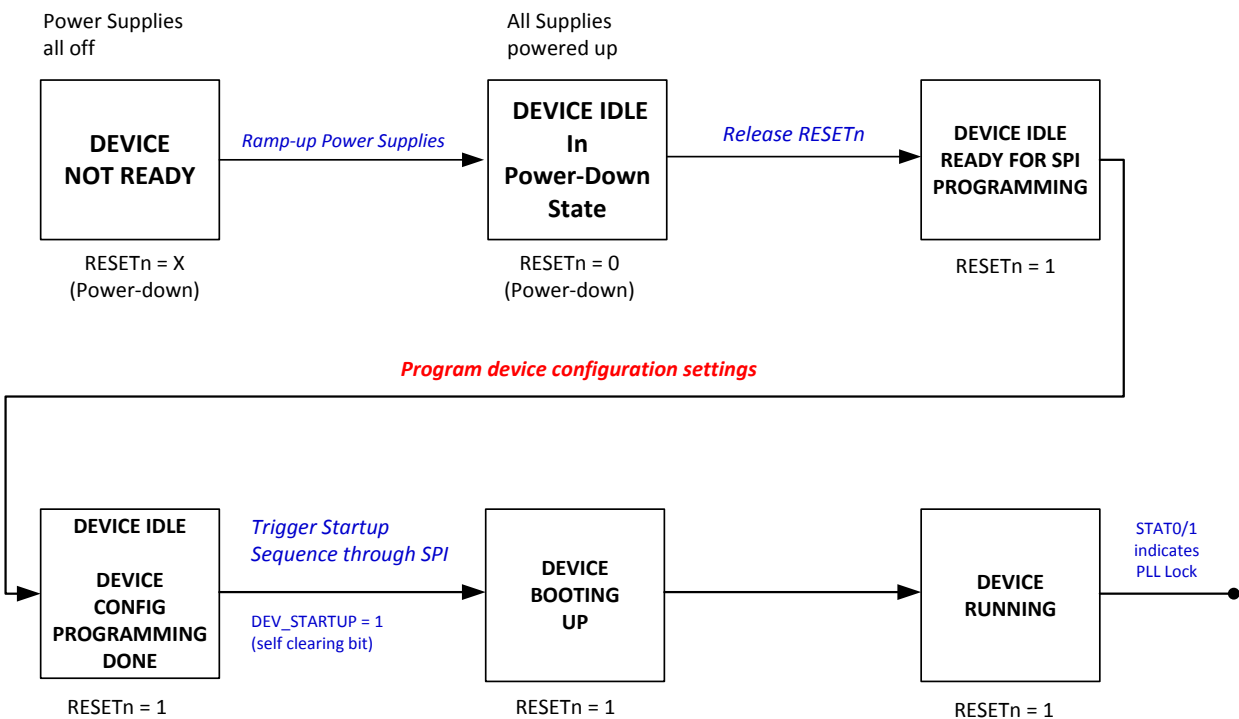 Power Supplies
all off
All Supplies
powered up
DEVICE
NOT READY
Ramp-up Power Supplies
DEVICE IDLE
In
Power-Down
State
Release RESETn
DEVICE IDLE
READY FOR SPI
PROGRAMMING
RESETn = X
(Power-down)
RESETn = 0
(Power-down)
RESETn = 1
Program device configuration settings
DEVICE IDLE
DEVICE
CONFIG
PROGRAMMING
DONE
Trigger Startup
Sequence through SPI
DEV_STARTUP = 1
(self clearing bit)
DEVICE
BOOTING
UP
DEVICE
RUNNING
STAT0/1
indicates
PLL Lock
RESETn = 1
RESETn = 1
RESETn = 1